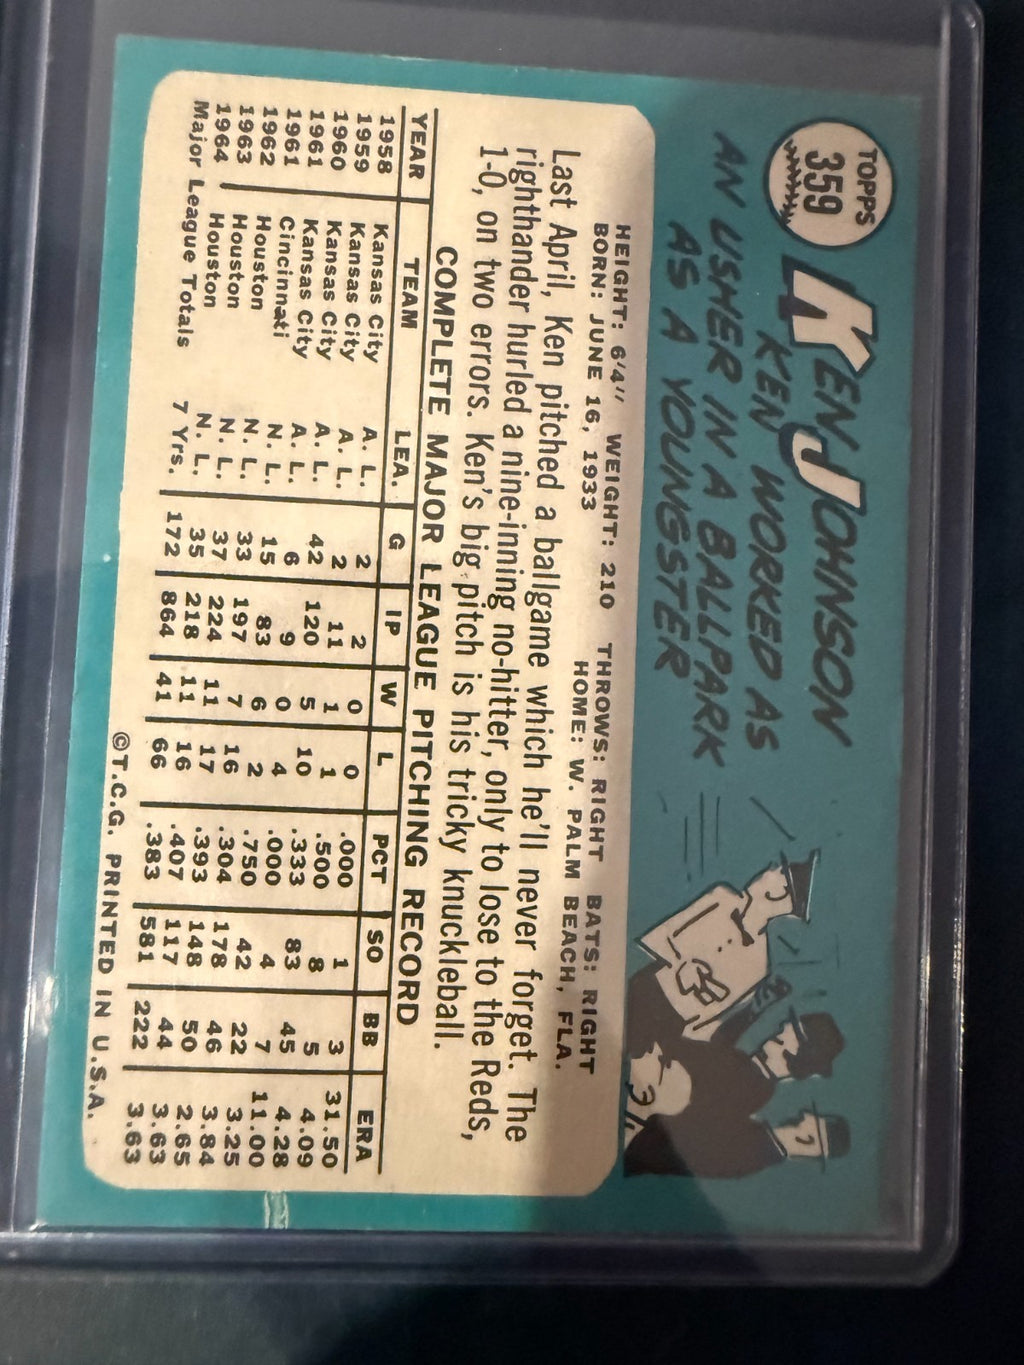 TOPPS
359
KEN JOHNSON
KEN WORKED AS
AN USHER IN A BALLPARK
AS A YOUNGSTER
HEIGHT: 6'4" WEIGHT: 210 THROWS: RIGHT BATS: RIGHT
BORN: JUNE 16, 1933 HOME: W. PALM BEACH, FLA.
Last April, Ken pitched a ballgame which he'll never forget. The
righthander hurled a nine-inning no-hitter, only to lose to the Reds,
1-0, on two errors. Ken's big pitch is his tricky knuckleball.
COMPLETE MAJOR LEAGUE PITCHING RECORD
YEAR TEAM LEA. G IP W L PCT SO BB ERA
1958 Kansas City A. L. 2 2 0 0 .000 1 3 31.50
1959 Kansas City A. L. 2 11 1 1 .500 8 5 4.09
1960 Kansas City A. L. 42 120 5 10 .333 83 45 4.28
1961 Kansas City A. L. 6 9 0 4 .000 4 7 11.00
1961 Cincinnati N. L. 15 83 6 2 .750 42 22 3.25
1962 Houston N. L. 33 197 7 16 .304 178 46 3.84
1963 Houston N. L. 37 224 11 17 .393 148 50 2.65
1964 Houston N. L. 35 218 11 16 .407 117 44 3.63
Major League Totals 7 Yrs. 172 864 41 66 .383 581 222 3.63
©T.C.G. PRINTED IN U.S.A.